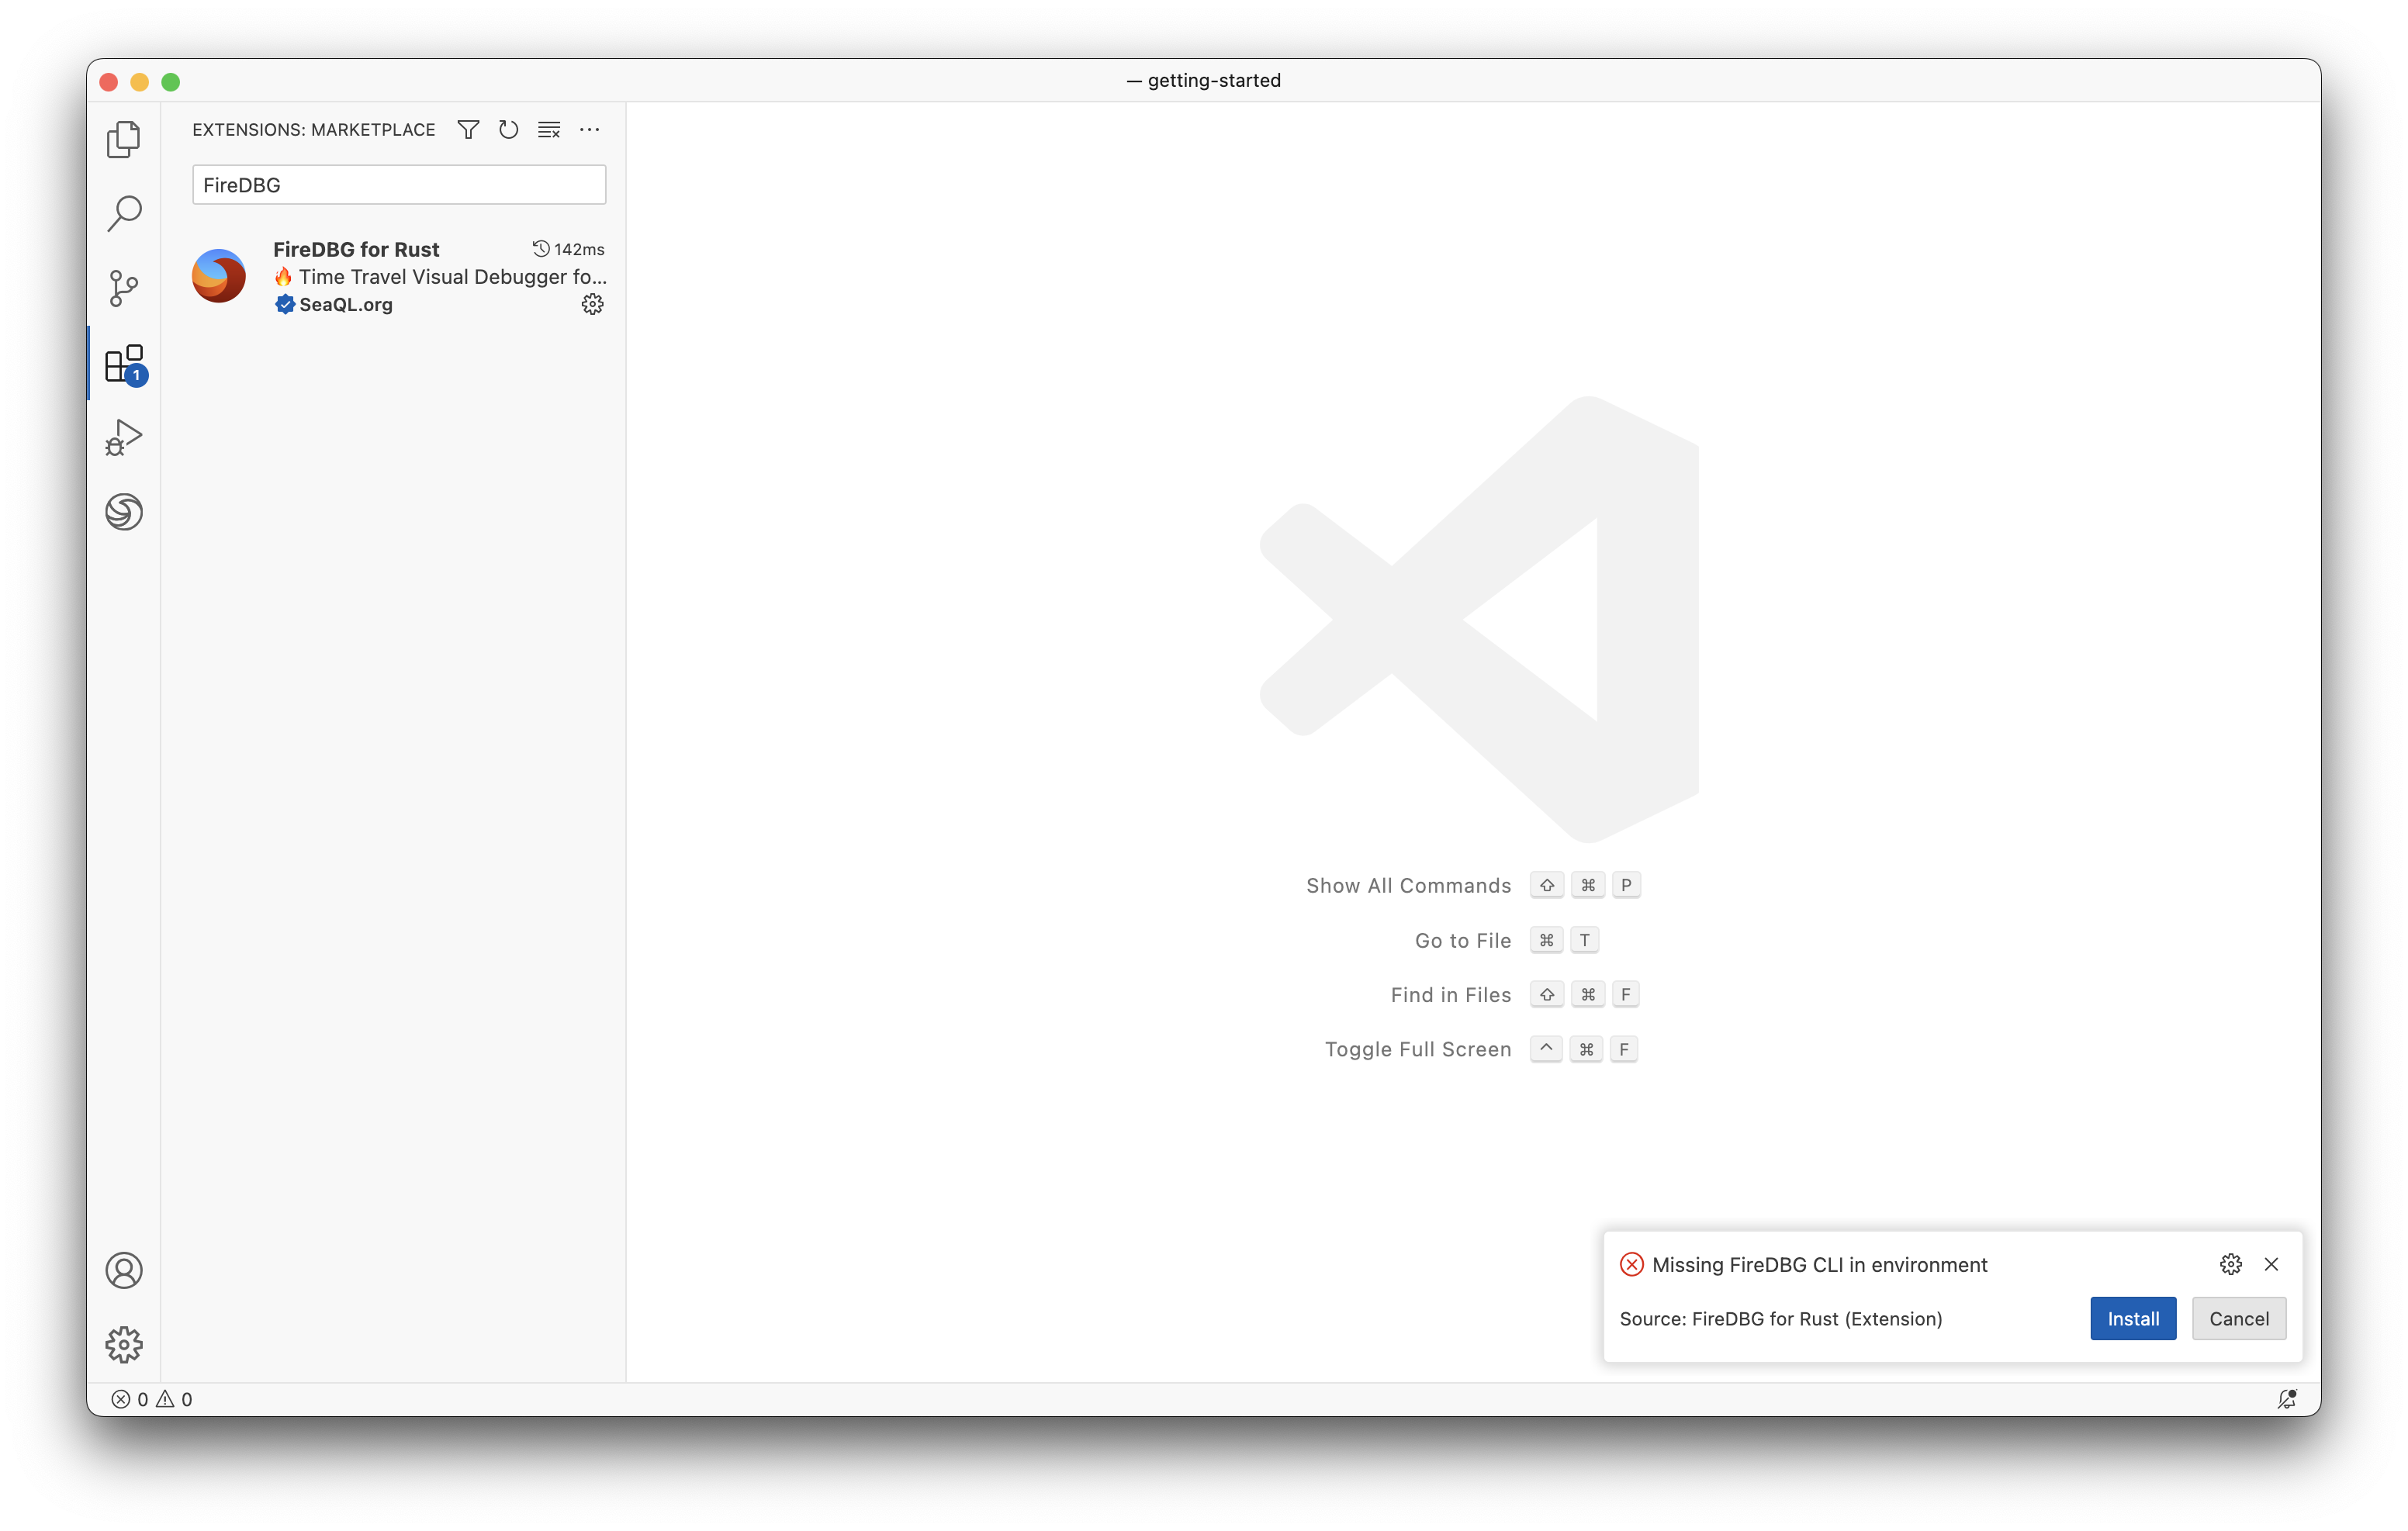 — getting-started
EXTENSIONS: MARKETPLACE
FireDBG
FireDBG for Rust 142ms
🔥 Time Travel Visual Debugger fo...
SeaQL.org
1
Show All Commands ⇧ ⌘ P
Go to File ⌘ T
Find in Files ⇧ ⌘ F
Toggle Full Screen ^ ⌘ F
Missing FireDBG CLI in environment
Source: FireDBG for Rust (Extension) Install Cancel
0 0